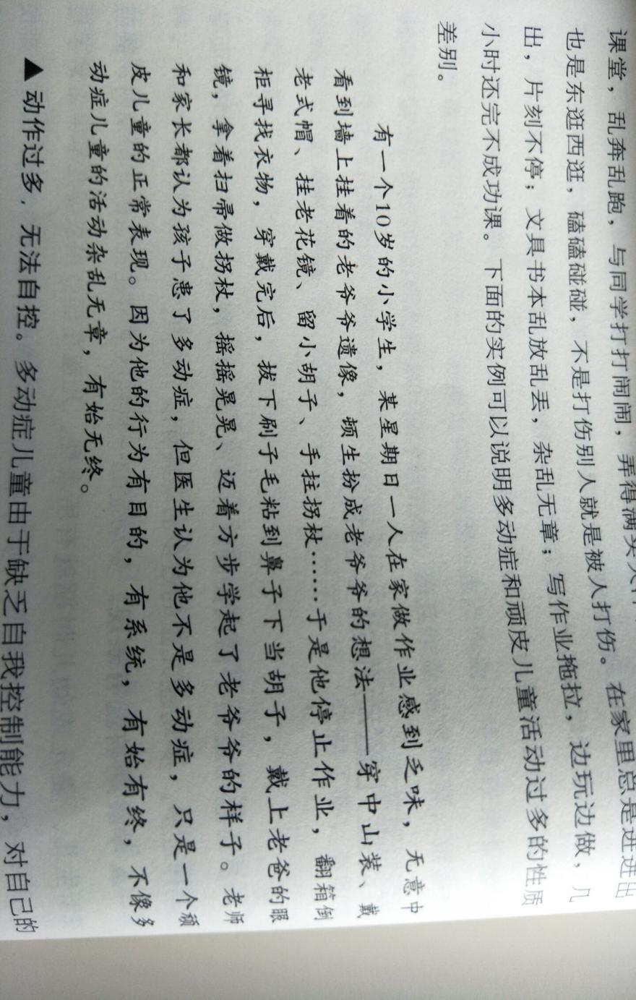 课堂，乱奔乱跑，与同学打打闹闹，弄得满头大
也是东逛西逛，磕磕碰碰，不是打伤别人就是被人打伤。在家里总是进进出
出，片刻不停；文具书本乱放乱丢，杂乱无章；写作业拖拉，边玩边做，几
小时还完不成功课。下面的实例可以说明多动症和顽皮儿童活动过多的性质
差别。
有一个10岁的小学生，某星期日一人在家做作业感到乏味，无意中
看到墙上挂着的老爷爷遗像，顿生扮成老爷爷的想法——穿中山装、戴
老式帽、挂老花镜、留小胡子、手拄拐杖……于是他停止作业，翻箱倒
柜寻找衣物，穿戴完后，拔下刷子毛粘到鼻子下当胡子，戴上老爸的眼
镜，拿着扫帚做拐杖，摇摇晃晃、迈着方步学起了老爷爷的样子。老师
和家长都认为孩子患了多动症，但医生认为他不是多动症，只是一个顽
皮儿童的正常表现。因为他的行为有目的，有系统，有始有终，不像多
动症儿童的活动杂乱无章，有始无终。
▲动作过多，无法自控。多动症儿童由于缺乏自我控制能力，对自己的